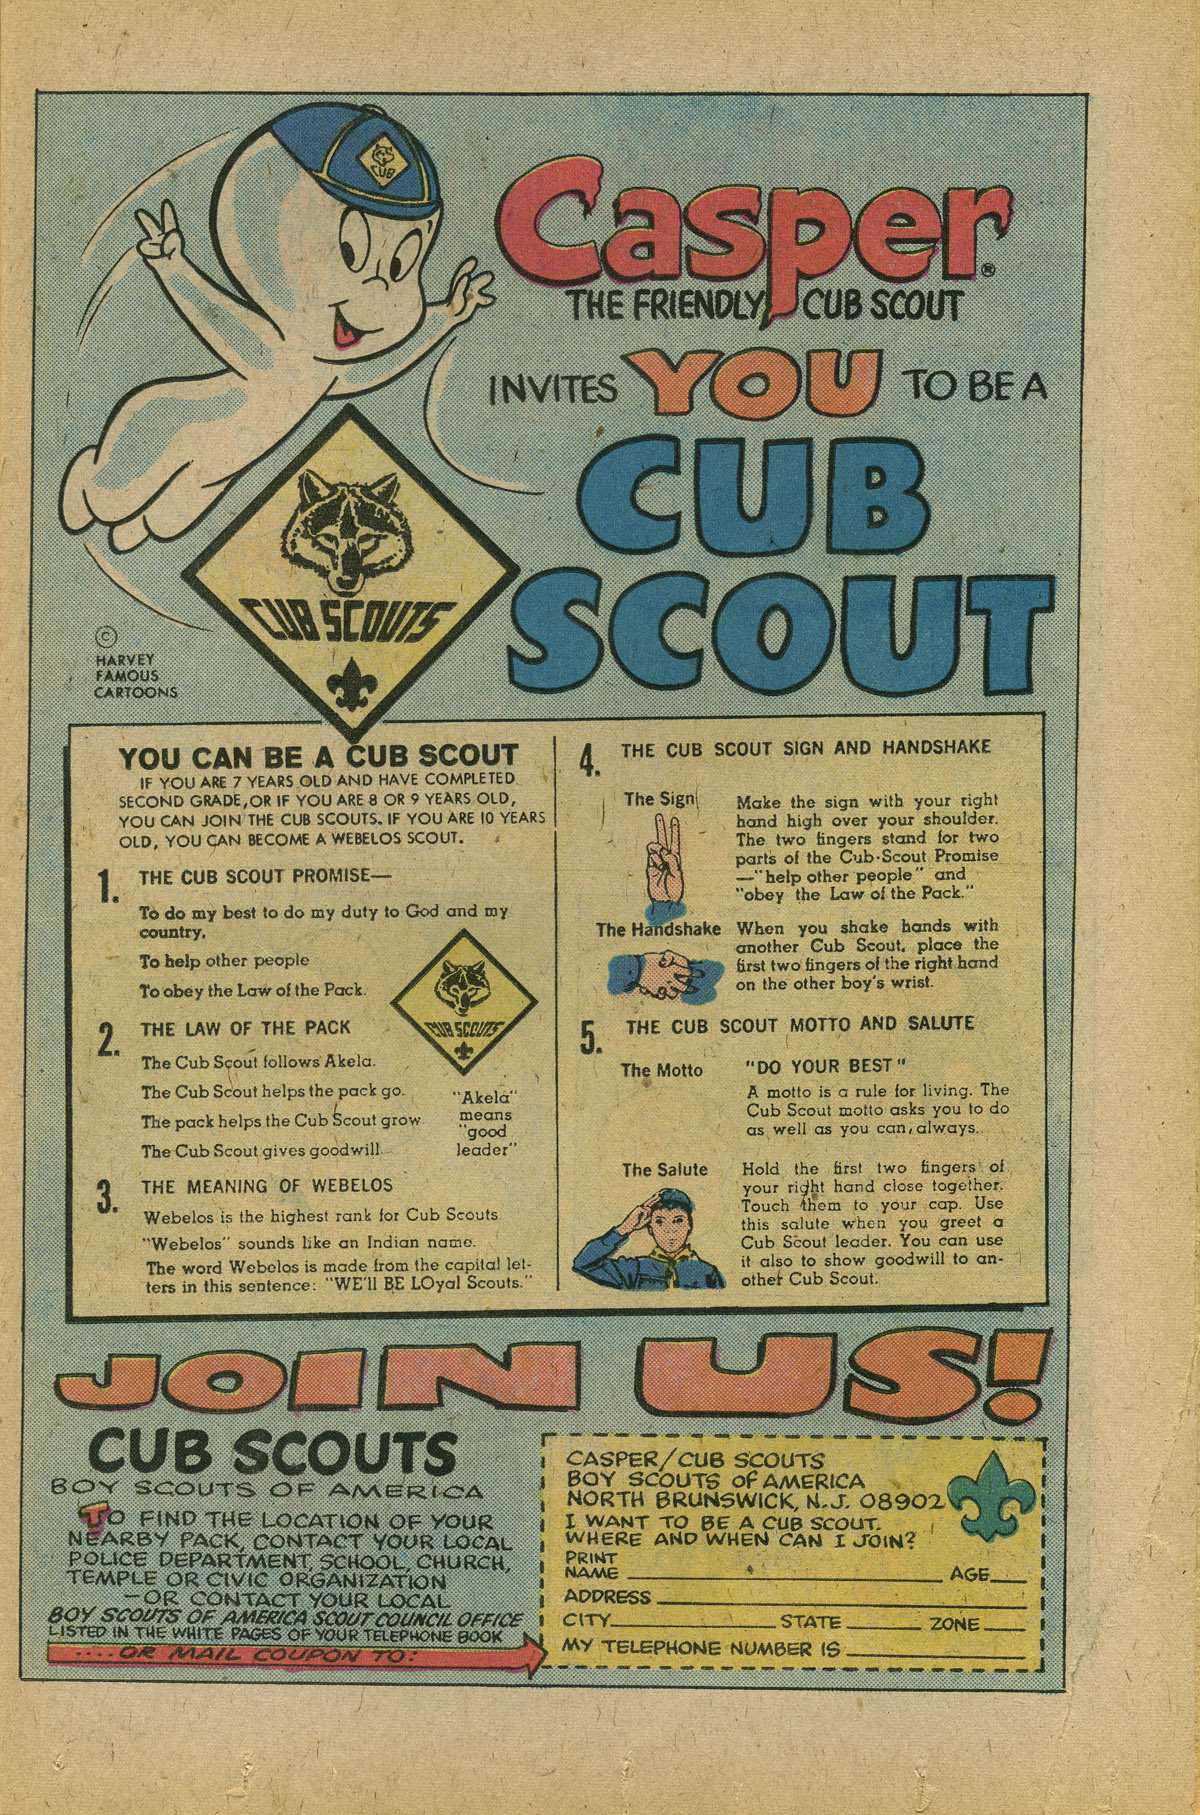 CUB
Casper®
THE FRIENDLY CUB SCOUT
INVITES YOU TO BE A
CUB
SCOUT
CUB SCOUTS
©
HARVEY
FAMOUS
CARTOONS
YOU CAN BE A CUB SCOUT
IF YOU ARE 7 YEARS OLD AND HAVE COMPLETED
SECOND GRADE, OR IF YOU ARE 8 OR 9 YEARS OLD,
YOU CAN JOIN THE CUB SCOUTS. IF YOU ARE 10 YEARS
OLD, YOU CAN BECOME A WEBELOS SCOUT.
1. THE CUB SCOUT PROMISE—
To do my best to do my duty to God and my
country,
To help other people
To obey the Law of the Pack.
CUB SCOUTS
2. THE LAW OF THE PACK
The Cub Scout follows Akela.
The Cub Scout helps the pack go.
The pack helps the Cub Scout grow
The Cub Scout gives goodwill
"Akela"
means
"good
leader"
3. THE MEANING OF WEBELOS
Webelos is the highest rank for Cub Scouts
"Webelos" sounds like an Indian name.
The word Webelos is made from the capital let-
ters in this sentence: "WE'll BE LOyal Scouts."
4. THE CUB SCOUT SIGN AND HANDSHAKE
The Sign
Make the sign with your right
hand high over your shoulder.
The two fingers stand for two
parts of the Cub Scout Promise
—"help other people" and
"obey the Law of the Pack."
The Handshake
When you shake hands with
another Cub Scout, place the
first two fingers of the right hand
on the other boy's wrist.
5. THE CUB SCOUT MOTTO AND SALUTE
The Motto
"DO YOUR BEST"
A motto is a rule for living. The
Cub Scout motto asks you to do
as well as you can, always.
The Salute
Hold the first two fingers of
your right hand close together.
Touch them to your cap. Use
this salute when you greet a
Cub Scout leader. You can use
it also to show goodwill to an-
other Cub Scout.
JOIN US!
CUB SCOUTS
BOY SCOUTS OF AMERICA
TO FIND THE LOCATION OF YOUR
NEARBY PACK, CONTACT YOUR LOCAL
POLICE DEPARTMENT, SCHOOL, CHURCH,
TEMPLE OR CIVIC ORGANIZATION
—OR CONTACT YOUR LOCAL
BOY SCOUTS OF AMERICA SCOUT COUNCIL OFFICE
LISTED IN THE WHITE PAGES OF YOUR TELEPHONE BOOK
....OR MAIL COUPON TO:
CASPER/CUB SCOUTS
BOY SCOUTS OF AMERICA
NORTH BRUNSWICK, N.J. 08902
I WANT TO BE A CUB SCOUT.
WHERE AND WHEN CAN I JOIN?
PRINT
NAME AGE
ADDRESS
CITY STATE ZONE
MY TELEPHONE NUMBER IS